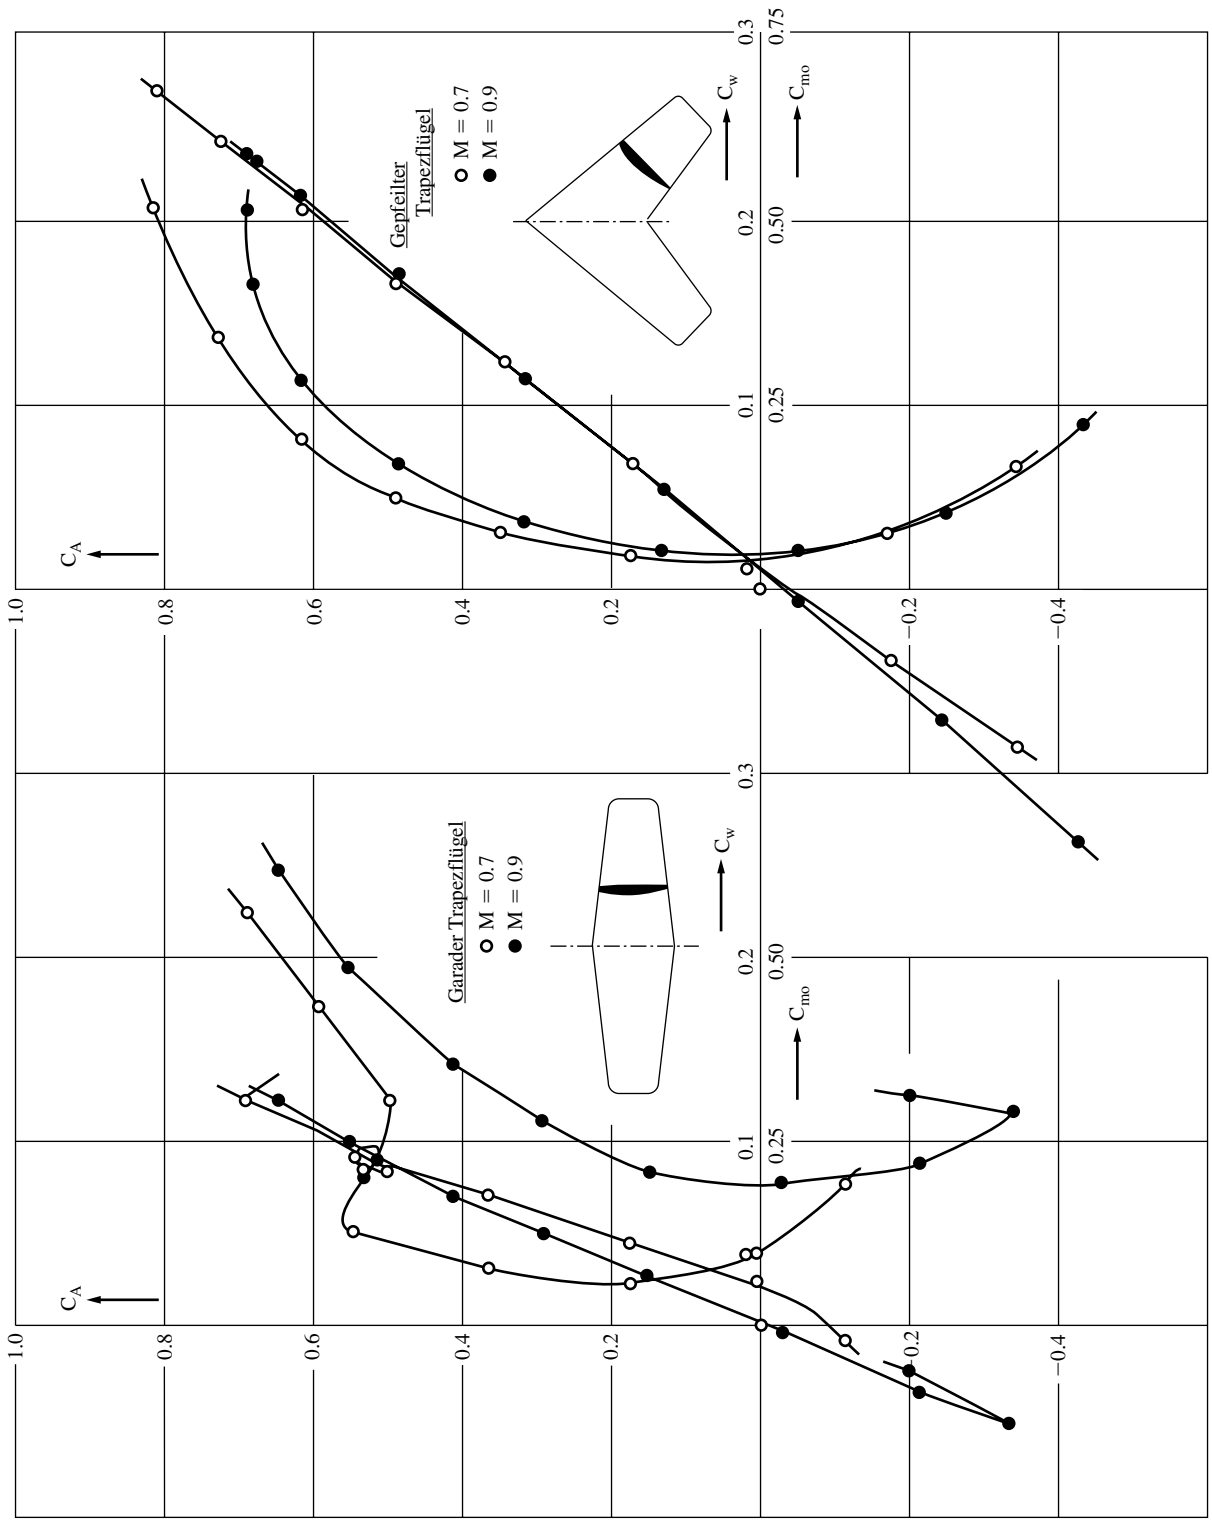 1.0
C_A
0.8
0.6
0.4
Garader Trapezflügel
M = 0.7
M = 0.9
0.2
C_w
0.1 0.2 0.3
0.25 0.50
C_mo
−0.2
−0.4
1.0
C_A
0.8
0.6
0.4
Gepfeilter
Trapezflügel
M = 0.7
M = 0.9
0.2
C_w
0.1 0.2 0.3
0.25 0.50 0.75
C_mo
−0.2
−0.4